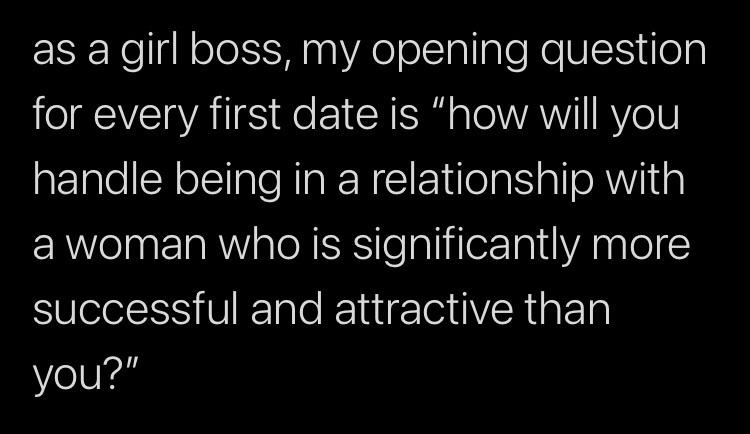 as a girl boss, my opening question
for every first date is “how will you
handle being in a relationship with
a woman who is significantly more
successful and attractive than
you?”